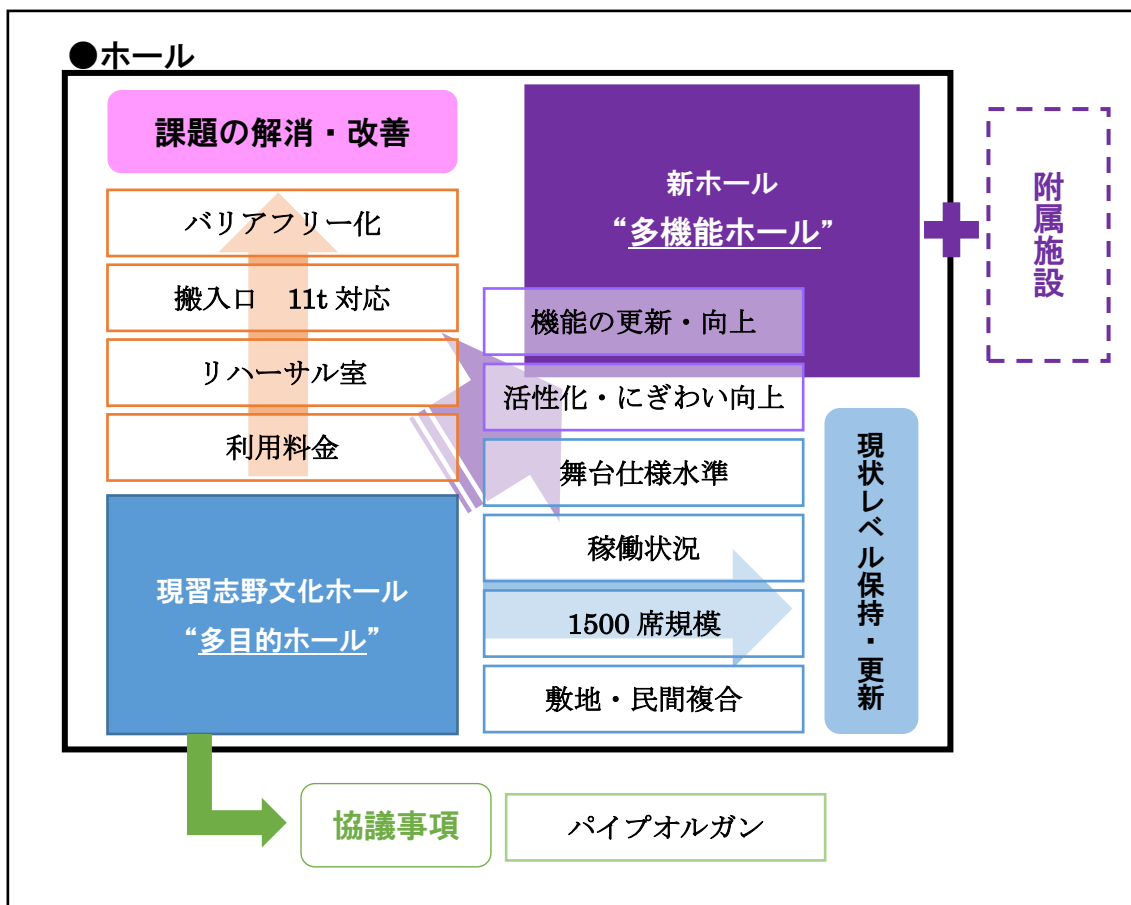 ●ホール
課題の解消・改善
バリアフリー化
搬入口　11t 対応
リハーサル室
利用料金
現習志野文化ホール
“多目的ホール”
新ホール
“多機能ホール”
附属施設
機能の更新・向上
活性化・にぎわい向上
舞台仕様水準
稼働状況
1500 席規模
敷地・民間複合
現状レベル保持・更新
協議事項
パイプオルガン